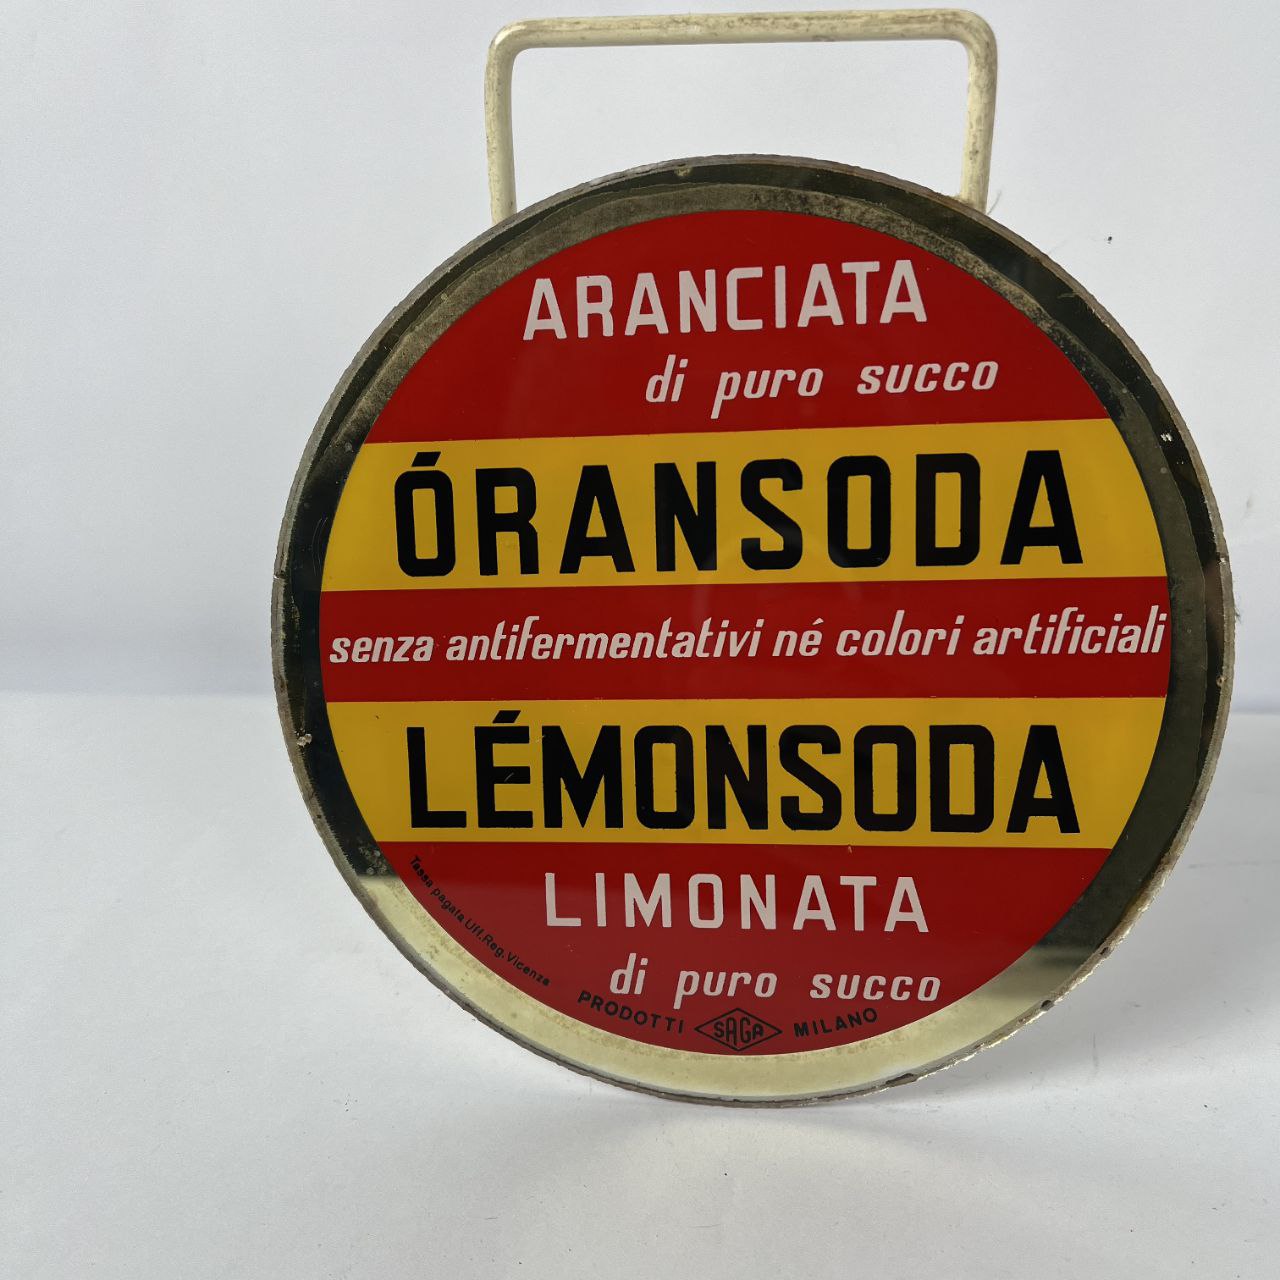 ARANCIATA
di puro succo
ÓRANSODA
senza antifermentativi né colori artificiali
LÉMONSODA
LIMONATA
di puro succo
Tassa pagata Uff.Reg.Vicenza
PRODOTTI SAGA MILANO